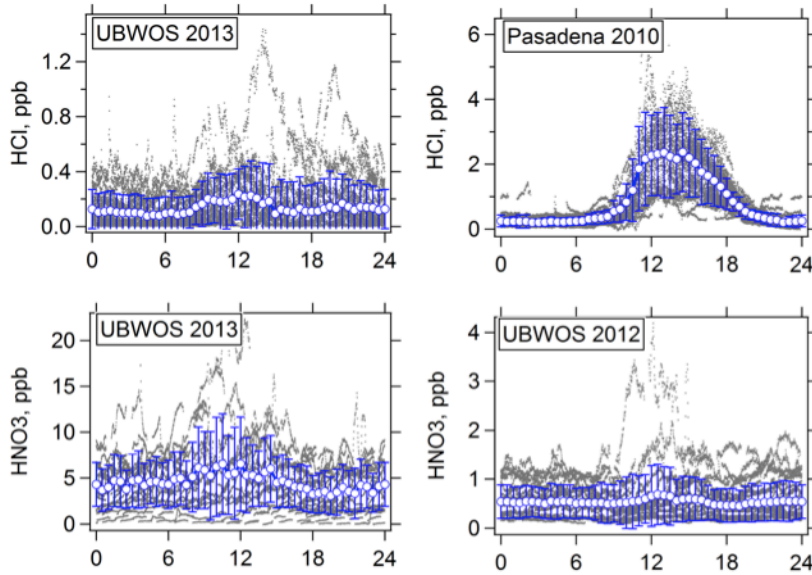 UBWOS 2013
HCl, ppb
1.2
0.8
0.4
0.0
0 6 12 18 24
Pasadena 2010
HCl, ppb
6
4
2
0
0 6 12 18 24
UBWOS 2013
HNO3, ppb
20
15
10
5
0
0 6 12 18 24
UBWOS 2012
HNO3, ppb
4
3
2
1
0
0 6 12 18 24